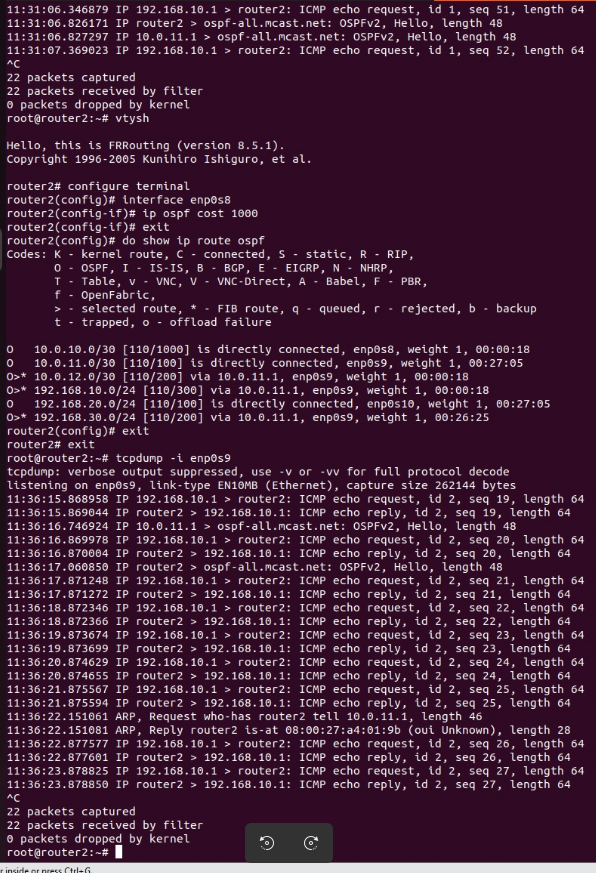 11:31:06.346879 IP 192.168.10.1 > router2: ICMP echo request, id 1, seq 51, length 64
11:31:06.826171 IP router2 > ospf-all.mcast.net: OSPFv2, Hello, length 48
11:31:06.827297 IP 10.0.11.1 > ospf-all.mcast.net: OSPFv2, Hello, length 48
11:31:07.369023 IP 192.168.10.1 > router2: ICMP echo request, id 1, seq 52, length 64
^C
22 packets captured
22 packets received by filter
0 packets dropped by kernel
root@router2:~# vtysh

Hello, this is FRRouting (version 8.5.1).
Copyright 1996-2005 Kunihiro Ishiguro, et al.

router2# configure terminal
router2(config)# interface enp0s8
router2(config-if)# ip ospf cost 1000
router2(config-if)# exit
router2(config)# do show ip route ospf
Codes: K - kernel route, C - connected, S - static, R - RIP,
       O - OSPF, I - IS-IS, B - BGP, E - EIGRP, N - NHRP,
       T - Table, v - VNC, V - VNC-Direct, A - Babel, F - PBR,
       f - OpenFabric,
       > - selected route, * - FIB route, q - queued, r - rejected, b - backup
       t - trapped, o - offload failure

O   10.0.10.0/30 [110/1000] is directly connected, enp0s8, weight 1, 00:00:18
O   10.0.11.0/30 [110/100] is directly connected, enp0s9, weight 1, 00:27:05
O>* 10.0.12.0/30 [110/200] via 10.0.11.1, enp0s9, weight 1, 00:00:18
O>* 192.168.10.0/24 [110/300] via 10.0.11.1, enp0s9, weight 1, 00:00:18
O   192.168.20.0/24 [110/100] is directly connected, enp0s10, weight 1, 00:27:05
O>* 192.168.30.0/24 [110/200] via 10.0.11.1, enp0s9, weight 1, 00:26:25
router2(config)# exit
router2# exit
root@router2:~# tcpdump -i enp0s9
tcpdump: verbose output suppressed, use -v or -vv for full protocol decode
listening on enp0s9, link-type EN10MB (Ethernet), capture size 262144 bytes
11:36:15.868958 IP 192.168.10.1 > router2: ICMP echo request, id 2, seq 19, length 64
11:36:15.869044 IP router2 > 192.168.10.1: ICMP echo reply, id 2, seq 19, length 64
11:36:16.746924 IP 10.0.11.1 > ospf-all.mcast.net: OSPFv2, Hello, length 48
11:36:16.869978 IP 192.168.10.1 > router2: ICMP echo request, id 2, seq 20, length 64
11:36:16.870004 IP router2 > 192.168.10.1: ICMP echo reply, id 2, seq 20, length 64
11:36:17.060850 IP router2 > ospf-all.mcast.net: OSPFv2, Hello, length 48
11:36:17.871248 IP 192.168.10.1 > router2: ICMP echo request, id 2, seq 21, length 64
11:36:17.871272 IP router2 > 192.168.10.1: ICMP echo reply, id 2, seq 21, length 64
11:36:18.872346 IP 192.168.10.1 > router2: ICMP echo request, id 2, seq 22, length 64
11:36:18.872366 IP router2 > 192.168.10.1: ICMP echo reply, id 2, seq 22, length 64
11:36:19.873674 IP 192.168.10.1 > router2: ICMP echo request, id 2, seq 23, length 64
11:36:19.873699 IP router2 > 192.168.10.1: ICMP echo reply, id 2, seq 23, length 64
11:36:20.874629 IP 192.168.10.1 > router2: ICMP echo request, id 2, seq 24, length 64
11:36:20.874655 IP router2 > 192.168.10.1: ICMP echo reply, id 2, seq 24, length 64
11:36:21.875567 IP 192.168.10.1 > router2: ICMP echo request, id 2, seq 25, length 64
11:36:21.875594 IP router2 > 192.168.10.1: ICMP echo reply, id 2, seq 25, length 64
11:36:22.151061 ARP, Request who-has router2 tell 10.0.11.1, length 46
11:36:22.151081 ARP, Reply router2 is-at 08:00:27:a4:01:9b (oui Unknown), length 28
11:36:22.877577 IP 192.168.10.1 > router2: ICMP echo request, id 2, seq 26, length 64
11:36:22.877601 IP router2 > 192.168.10.1: ICMP echo reply, id 2, seq 26, length 64
11:36:23.878825 IP 192.168.10.1 > router2: ICMP echo request, id 2, seq 27, length 64
11:36:23.878850 IP router2 > 192.168.10.1: ICMP echo reply, id 2, seq 27, length 64
^C
22 packets captured
22 packets received by filter
0 packets dropped by kernel
root@router2:~#
r inside or press Ctrl+G.